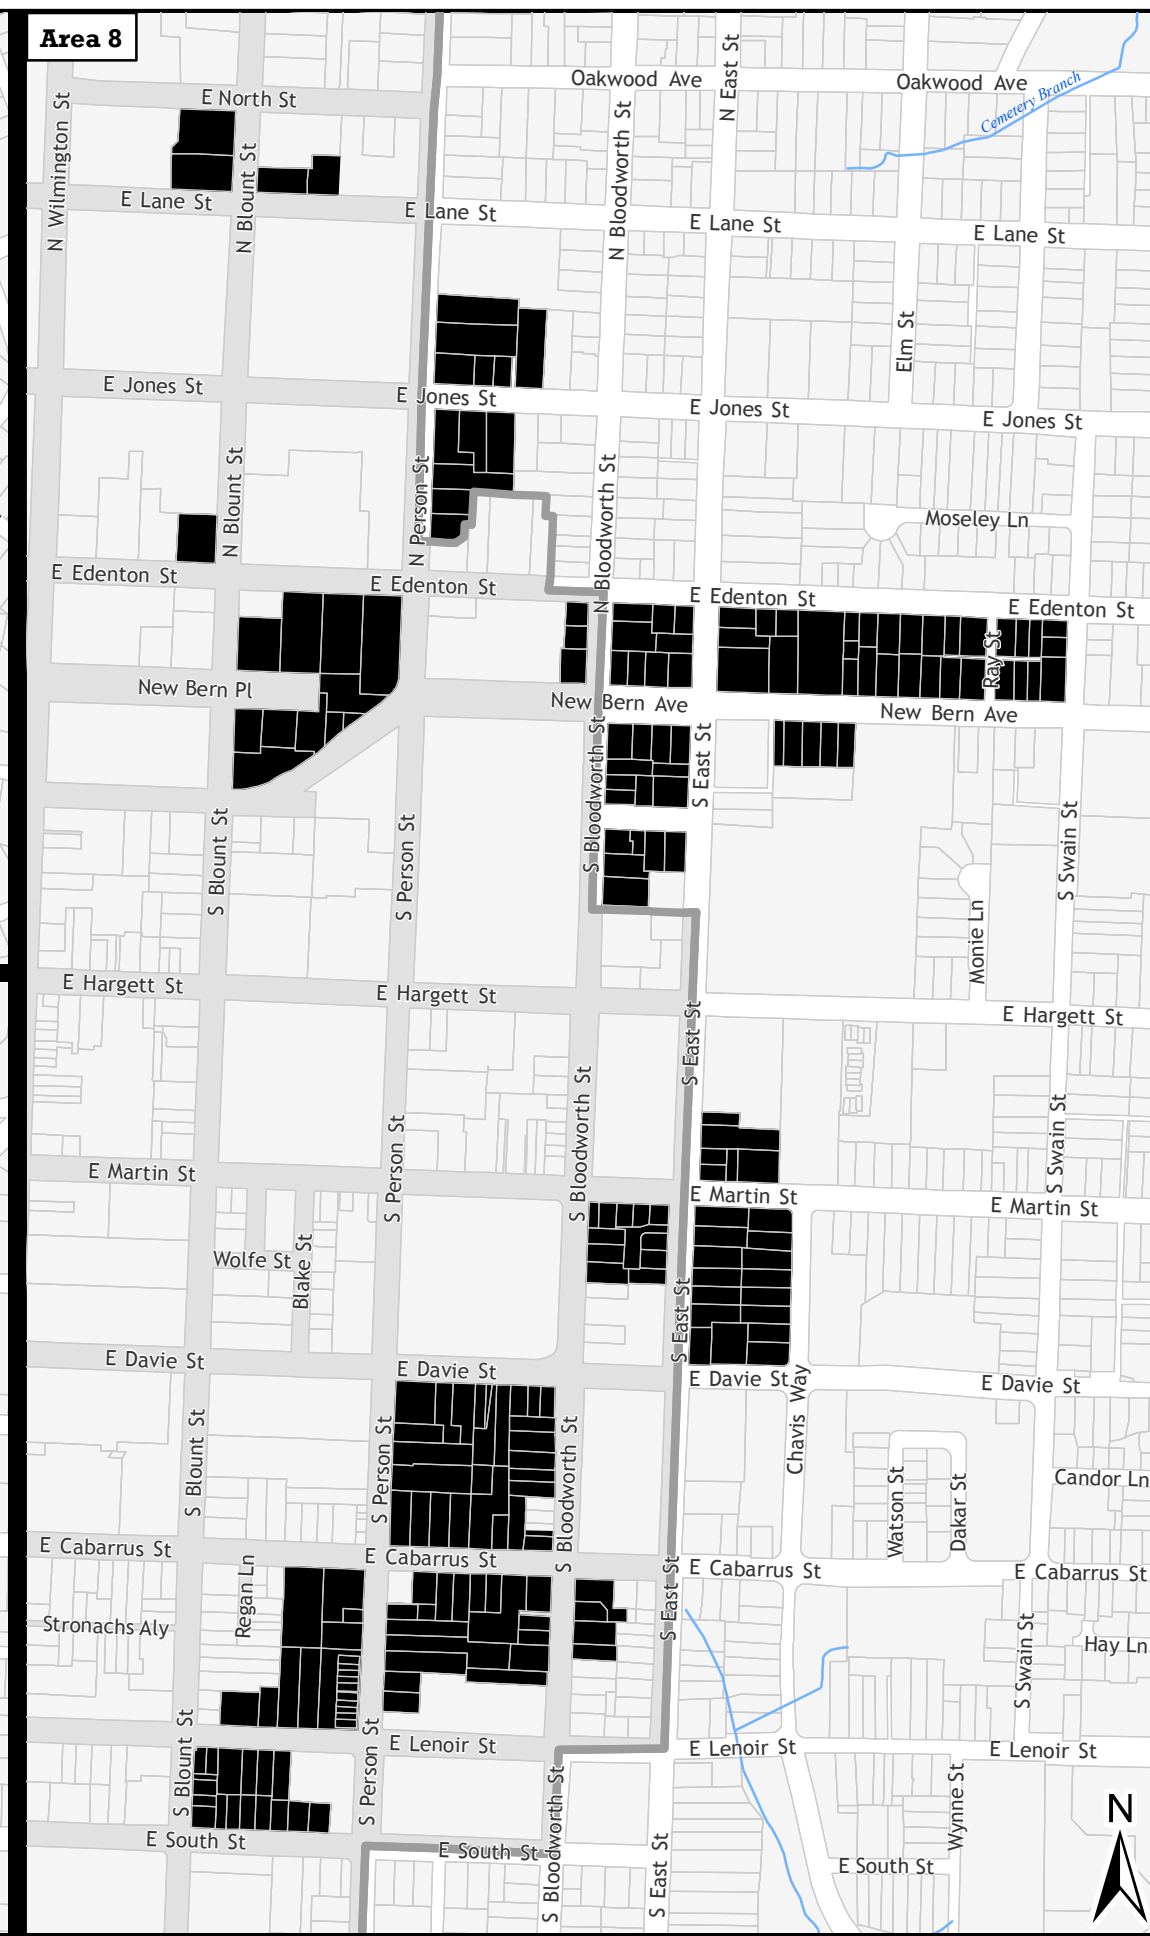 Area 8
Oakwood Ave
Oakwood Ave
N East St
Cemetery Branch
E North St
N Wilmington St
N Blount St
N Bloodworth St
E Lane St
E Lane St
E Lane St
E Lane St
Elm St
E Jones St
E Jones St
E Jones St
E Jones St
N Blount St
N Person St
N Person St
N Bloodworth St
Moseley Ln
E Edenton St
E Edenton St
E Edenton St
E Edenton St
Ray St
New Bern Pl
New Bern Ave
New Bern Ave
S Bloodworth St
S East St
S Blount St
S Person St
S Swain St
Monie Ln
E Hargett St
E Hargett St
E Hargett St
S East St
S Bloodworth St
S Person St
S Swain St
E Martin St
E Martin St
E Martin St
Wolfe St
Blake St
S East St
E Davie St
E Davie St
E Davie St
E Davie St
Chavis Way
S Blount St
S Person St
S Bloodworth St
Watson St
Dakar St
Candor Ln
E Cabarrus St
E Cabarrus St
E Cabarrus St
E Cabarrus St
Regan Ln
Stronachs Aly
S East St
S Swain St
Hay Ln
S Blount St
S Person St
E Lenoir St
E Lenoir St
E Lenoir St
S Bloodworth St
Wynne St
N
E South St
E South St
E South St
S Bloodworth St
S East St